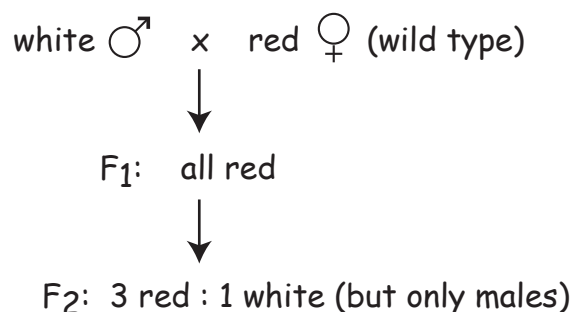 white ♂ x red ♀ (wild type)
F1: all red
F2: 3 red : 1 white (but only males)